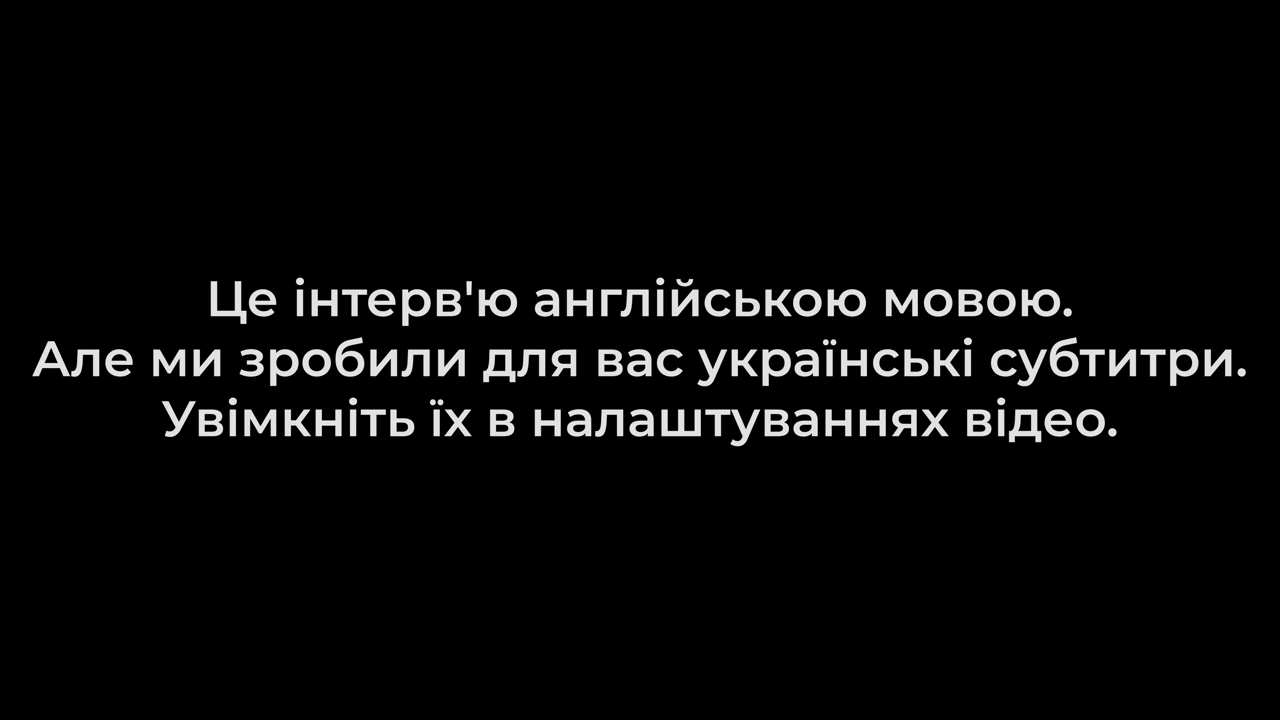 Це інтерв'ю англійською мовою.
Але ми зробили для вас українські субтитри.
Увімкніть їх в налаштуваннях відео.